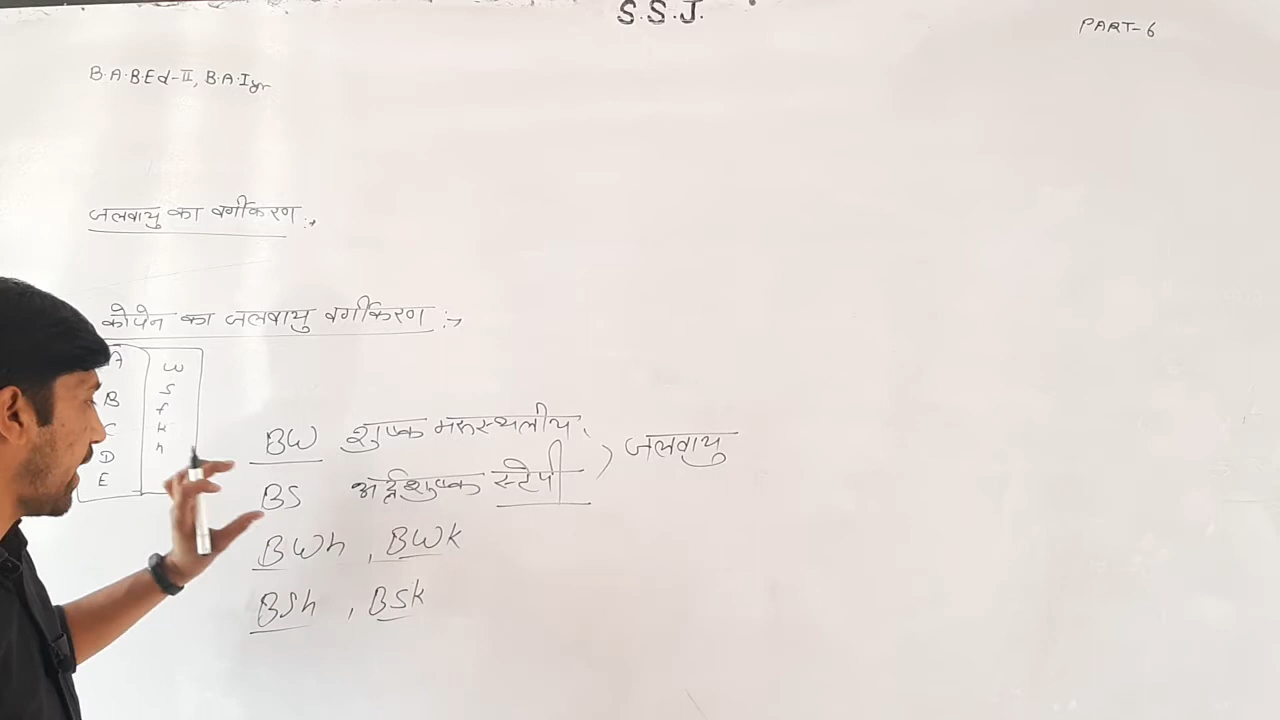 S.S.J.
PART-6
B.A.B.Ed-II, B.A.I yr
जलवायु का वर्गीकरण :→
कोपेन का जलवायु वर्गीकरण :→
A W
B S
C f
D
E h
BW शुष्क मरुस्थलीय,
जलवायु
BS अर्द्धशुष्क स्टेपी
BWh , BWk
BSh , BSk